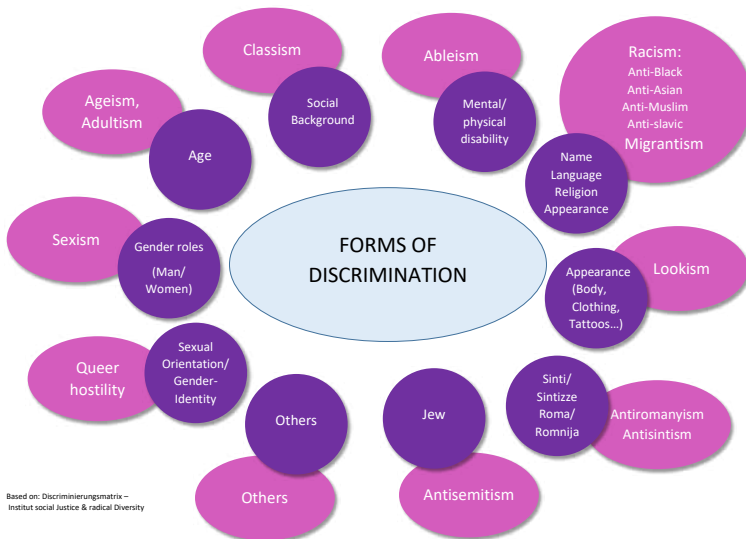 Classism
Social
Background
Ableism
Mental/
physical
disability
Racism:
Anti-Black
Anti-Asian
Anti-Muslim
Anti-slavic
Migrantism
Name
Language
Religion
Appearance
Ageism,
Adultism
Age
Sexism
Gender roles
(Man/
Women)
FORMS OF
DISCRIMINATION
Appearance
(Body,
Clothing,
Tattoos...)
Lookism
Queer
hostility
Sexual
Orientation/
Gender-
Identity
Others
Others
Jew
Antisemitism
Sinti/
Sintizze
Roma/
Romnija
Antiromanyism
Antisintism
Based on: Discriminierungsmatrix –
Institut social Justice & radical Diversity